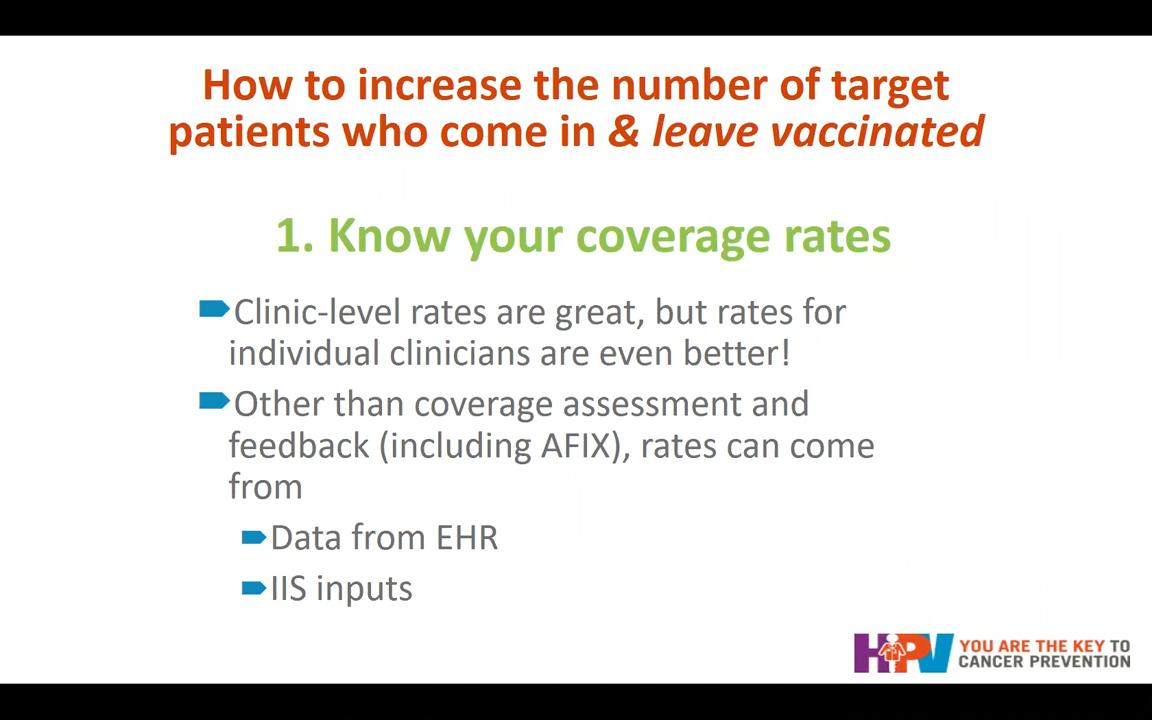 How to increase the number of target
patients who come in & leave vaccinated
1. Know your coverage rates
Clinic-level rates are great, but rates for
individual clinicians are even better!
Other than coverage assessment and
feedback (including AFIX), rates can come
from
Data from EHR
IIS inputs
HPV
YOU ARE THE KEY TO
CANCER PREVENTION